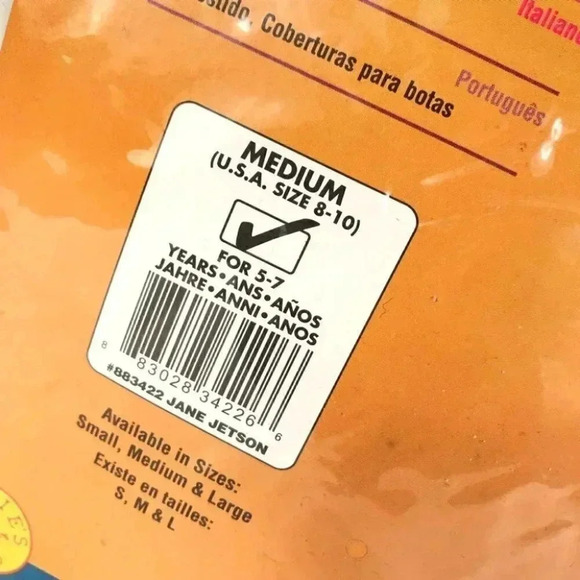 Italiano
Coberturas para botas
Português
MEDIUM
(U.S.A. SIZE 8-10)
FOR 5-7
YEARS•ANS•AÑOS
JAHRE•ANNI•ANOS
8 83028 34226 6
#883422 JANE JETSON
Available in Sizes:
Small, Medium & Large
Existe en tailles:
S, M & L